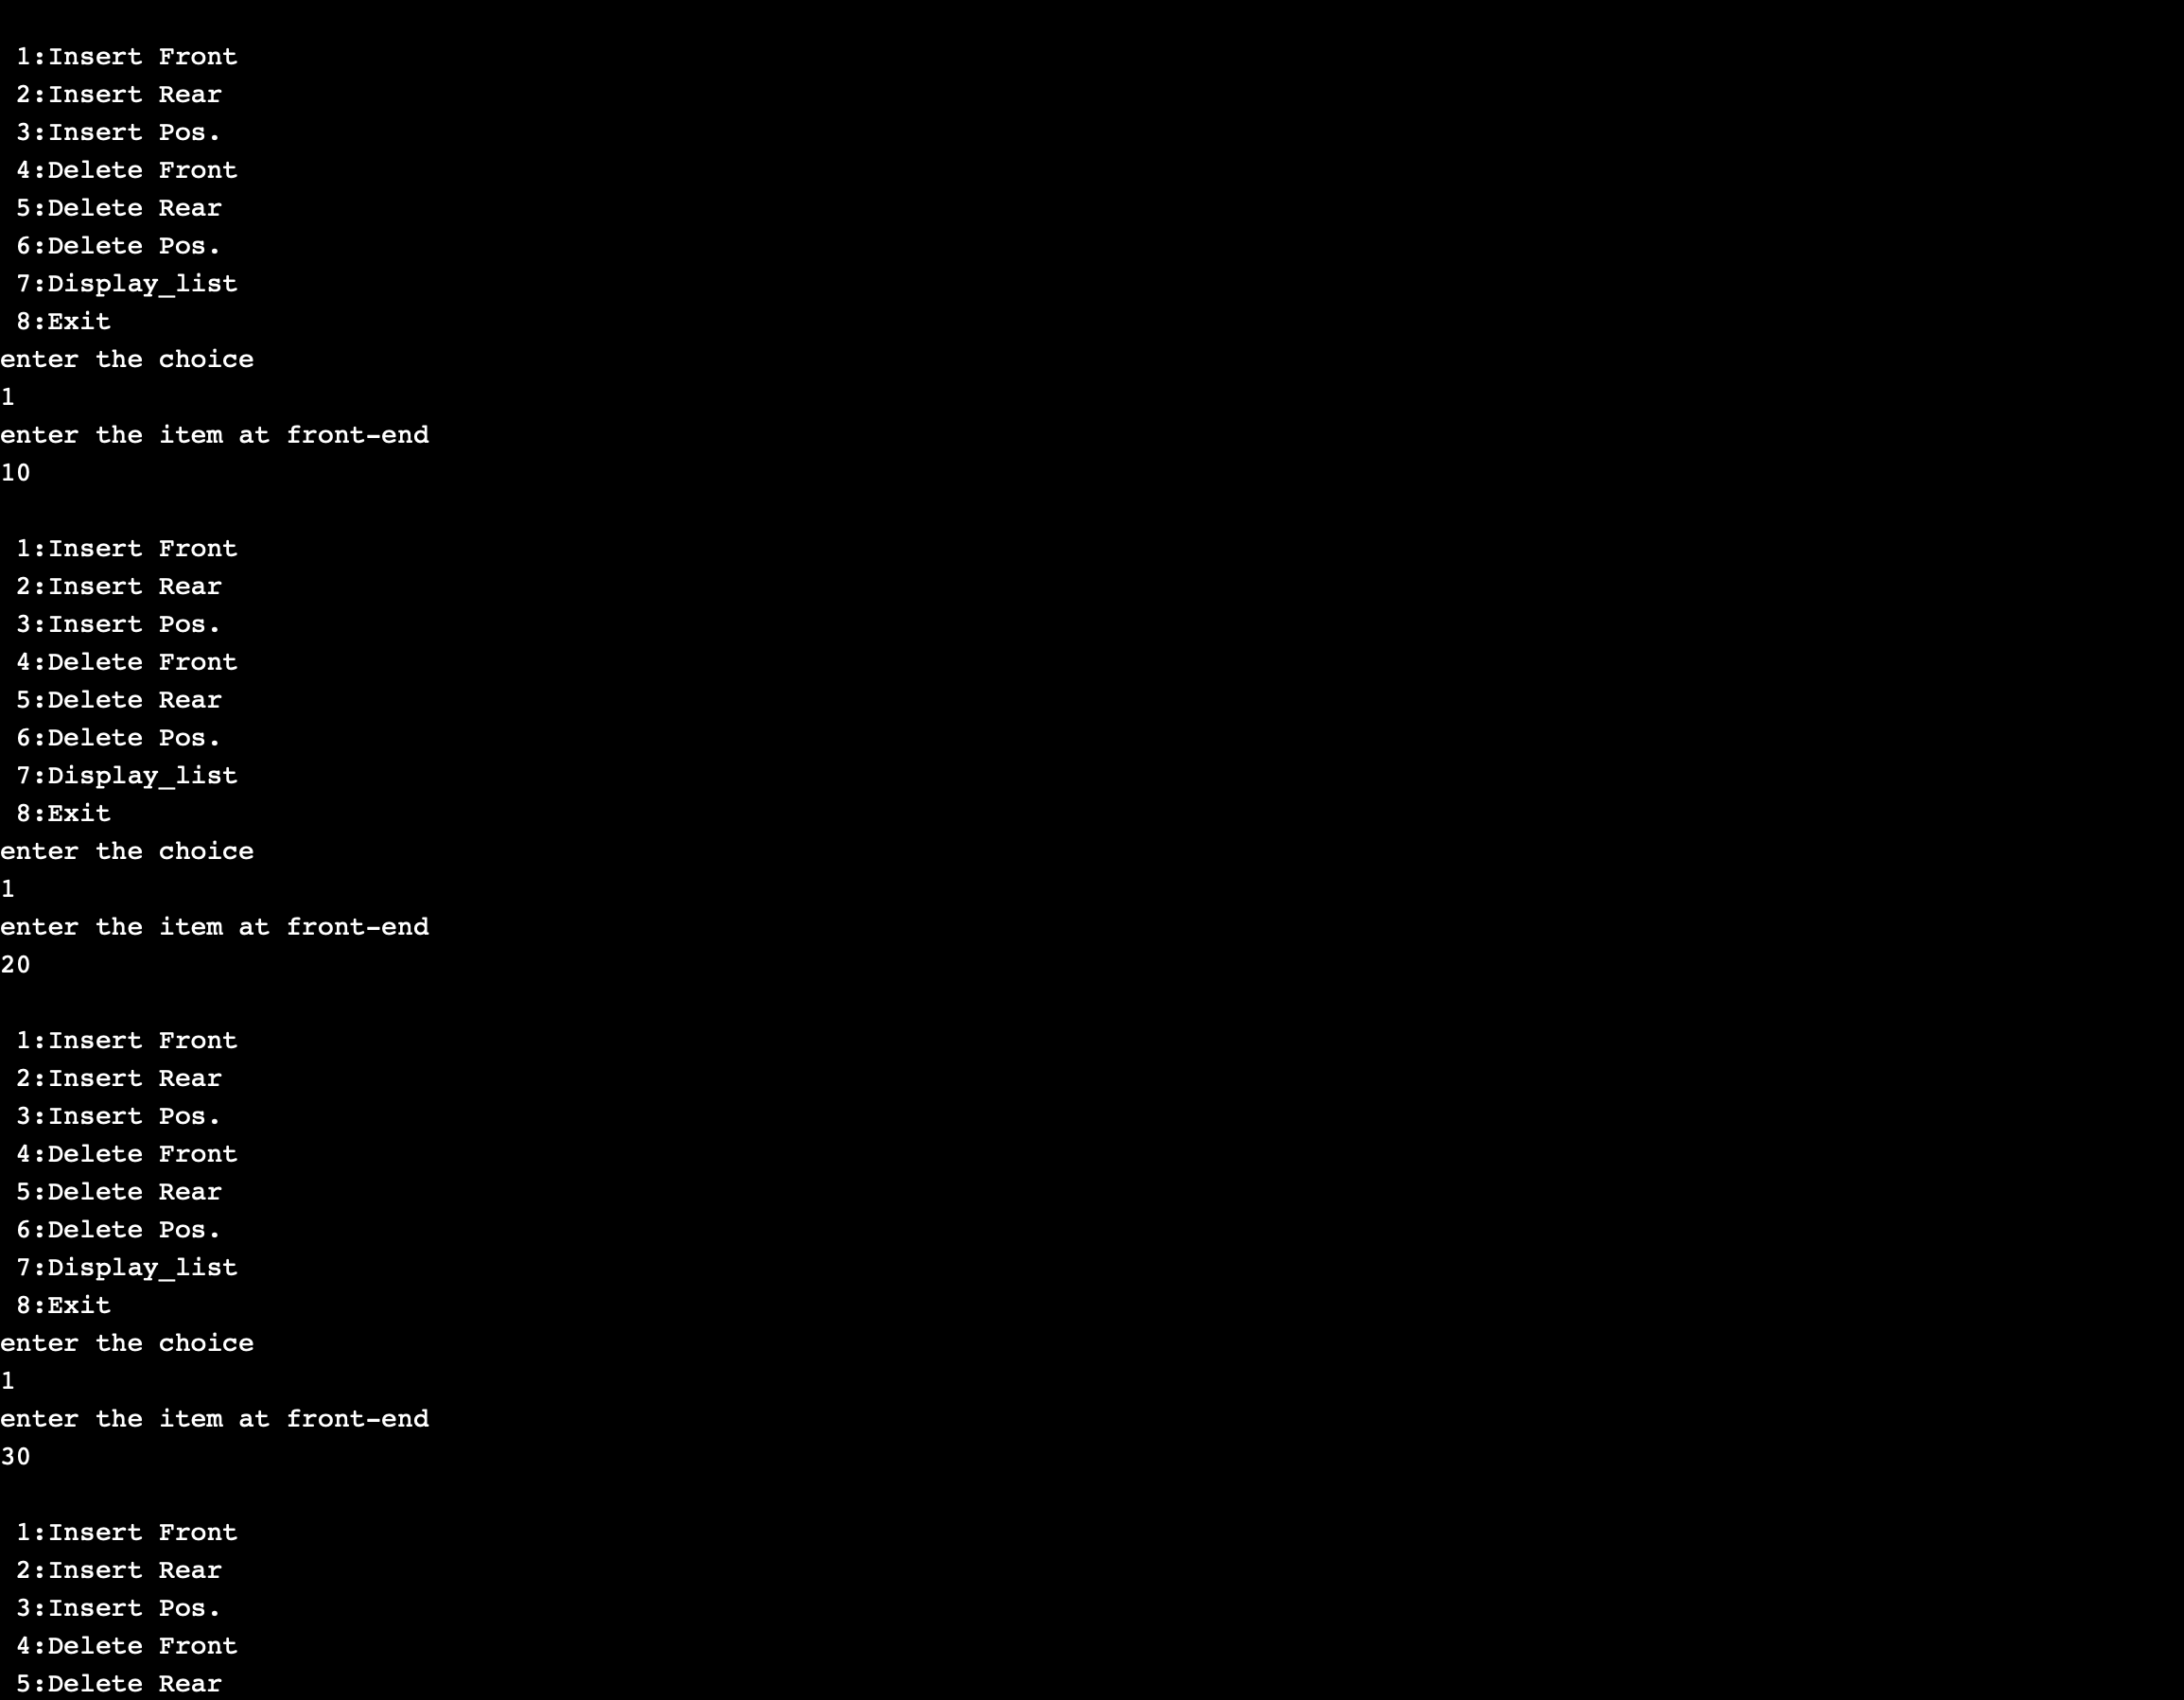 1:Insert Front
2:Insert Rear
3:Insert Pos.
4:Delete Front
5:Delete Rear
6:Delete Pos.
7:Display_list
8:Exit
enter the choice
1
enter the item at front-end
10
1:Insert Front
2:Insert Rear
3:Insert Pos.
4:Delete Front
5:Delete Rear
6:Delete Pos.
7:Display_list
8:Exit
enter the choice
1
enter the item at front-end
20
1:Insert Front
2:Insert Rear
3:Insert Pos.
4:Delete Front
5:Delete Rear
6:Delete Pos.
7:Display_list
8:Exit
enter the choice
1
enter the item at front-end
30
1:Insert Front
2:Insert Rear
3:Insert Pos.
4:Delete Front
5:Delete Rear